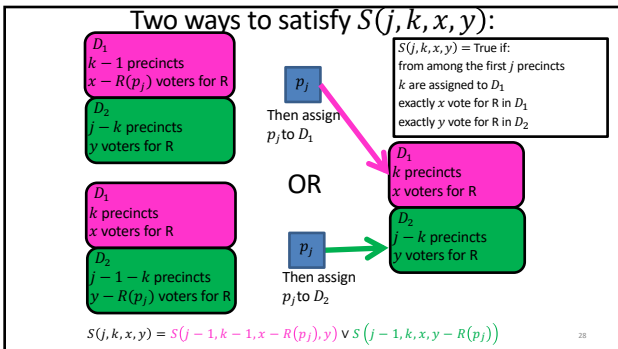 Two ways to satisfy S(j, k, x, y):
D₁
k − 1 precincts
x − R(pⱼ) voters for R
D₂
j − k precincts
y voters for R
pⱼ
Then assign
pⱼ to D₁
S(j, k, x, y) = True if:
from among the first j precincts
k are assigned to D₁
exactly x vote for R in D₁
exactly y vote for R in D₂
OR
D₁
k precincts
x voters for R
D₂
j − k precincts
y voters for R
D₁
k precincts
x voters for R
D₂
j − 1 − k precincts
y − R(pⱼ) voters for R
pⱼ
Then assign
pⱼ to D₂
S(j, k, x, y) = S(j − 1, k − 1, x − R(pⱼ), y) ∨ S(j − 1, k, x, y − R(pⱼ))
28